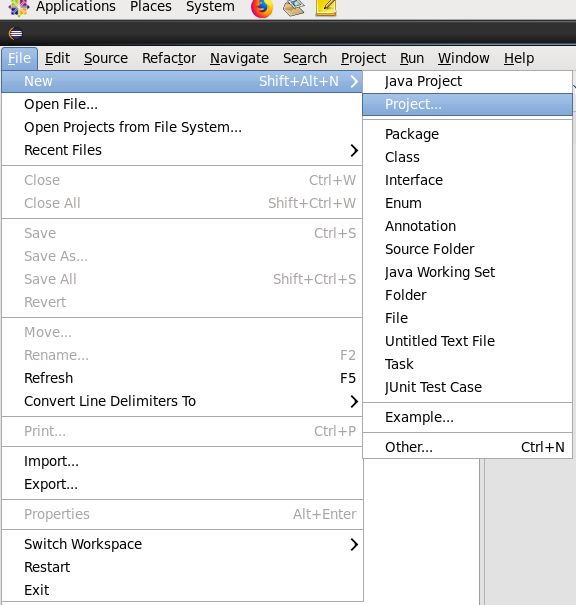 Applications Places System
File Edit Source Refactor Navigate Search Project Run Window Help
New Shift+Alt+N
Open File...
Open Projects from File System...
Recent Files
Close Ctrl+W
Close All Shift+Ctrl+W
Save Ctrl+S
Save As...
Save All Shift+Ctrl+S
Revert
Move...
Rename... F2
Refresh F5
Convert Line Delimiters To
Print... Ctrl+P
Import...
Export...
Properties Alt+Enter
Switch Workspace
Restart
Exit
Java Project
Project...
Package
Class
Interface
Enum
Annotation
Source Folder
Java Working Set
Folder
File
Untitled Text File
Task
JUnit Test Case
Example...
Other... Ctrl+N